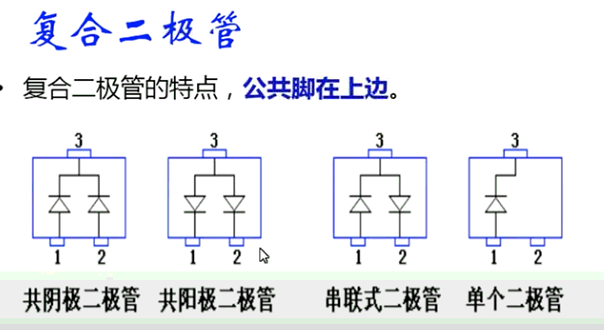 复合二极管
• 复合二极管的特点，公共脚在上边。
3 3 3 3
1 2 1 2 1 2 1 2
共阴极二极管 共阳极二极管 串联式二极管 单个二极管